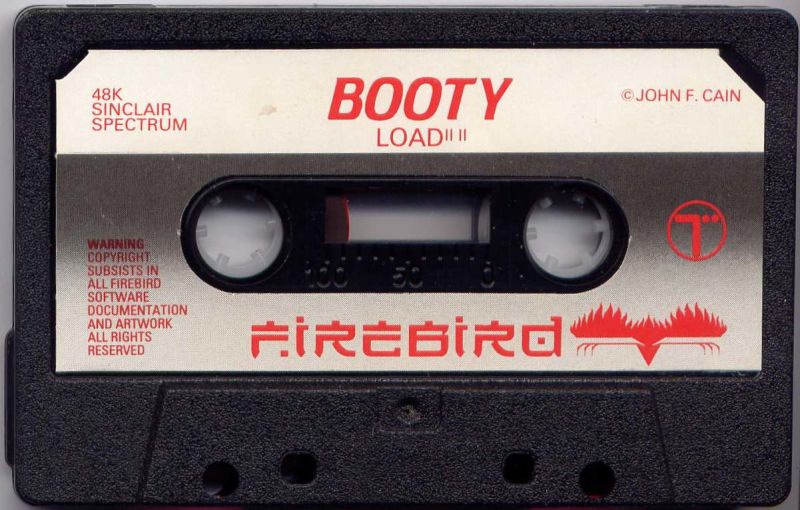 48K
SINCLAIR
SPECTRUM
BOOTY
LOAD""
©JOHN F. CAIN
WARNING
COPYRIGHT
SUBSISTS IN
ALL FIREBIRD
SOFTWARE
DOCUMENTATION
AND ARTWORK
ALL RIGHTS
RESERVED
100 50 0
FIREBIRD